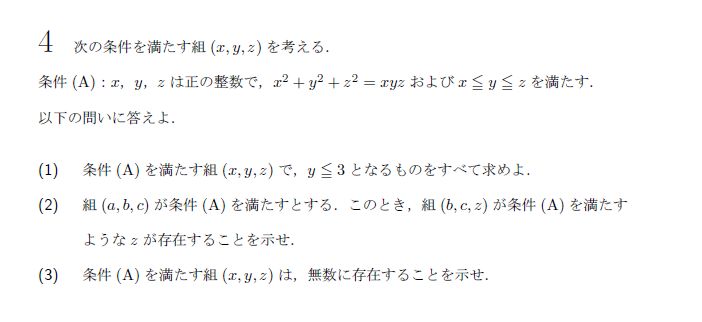 4 次の条件を満たす組 (x, y, z) を考える.
条件 (A) : x, y, z は正の整数で, x² + y² + z² = xyz および x ≦ y ≦ z を満たす.
以下の問いに答えよ.
(1) 条件 (A) を満たす組 (x, y, z) で, y ≦ 3 となるものをすべて求めよ.
(2) 組 (a, b, c) が条件 (A) を満たすとする. このとき, 組 (b, c, z) が条件 (A) を満たす
ような z が存在することを示せ.
(3) 条件 (A) を満たす組 (x, y, z) は, 無数に存在することを示せ.